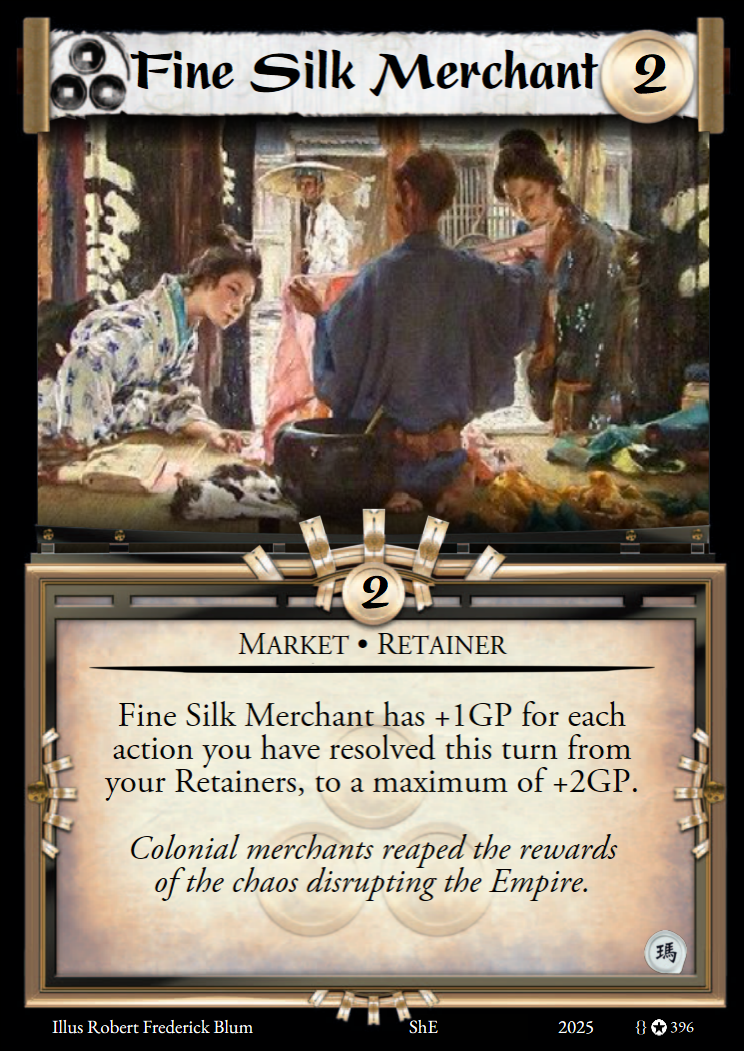 Fine Silk Merchant 2
2
MARKET • RETAINER
Fine Silk Merchant has +1GP for each
action you have resolved this turn from
your Retainers, to a maximum of +2GP.
Colonial merchants reaped the rewards
of the chaos disrupting the Empire.
瑪
Illus Robert Frederick Blum ShE 2025 {} ✪ 396